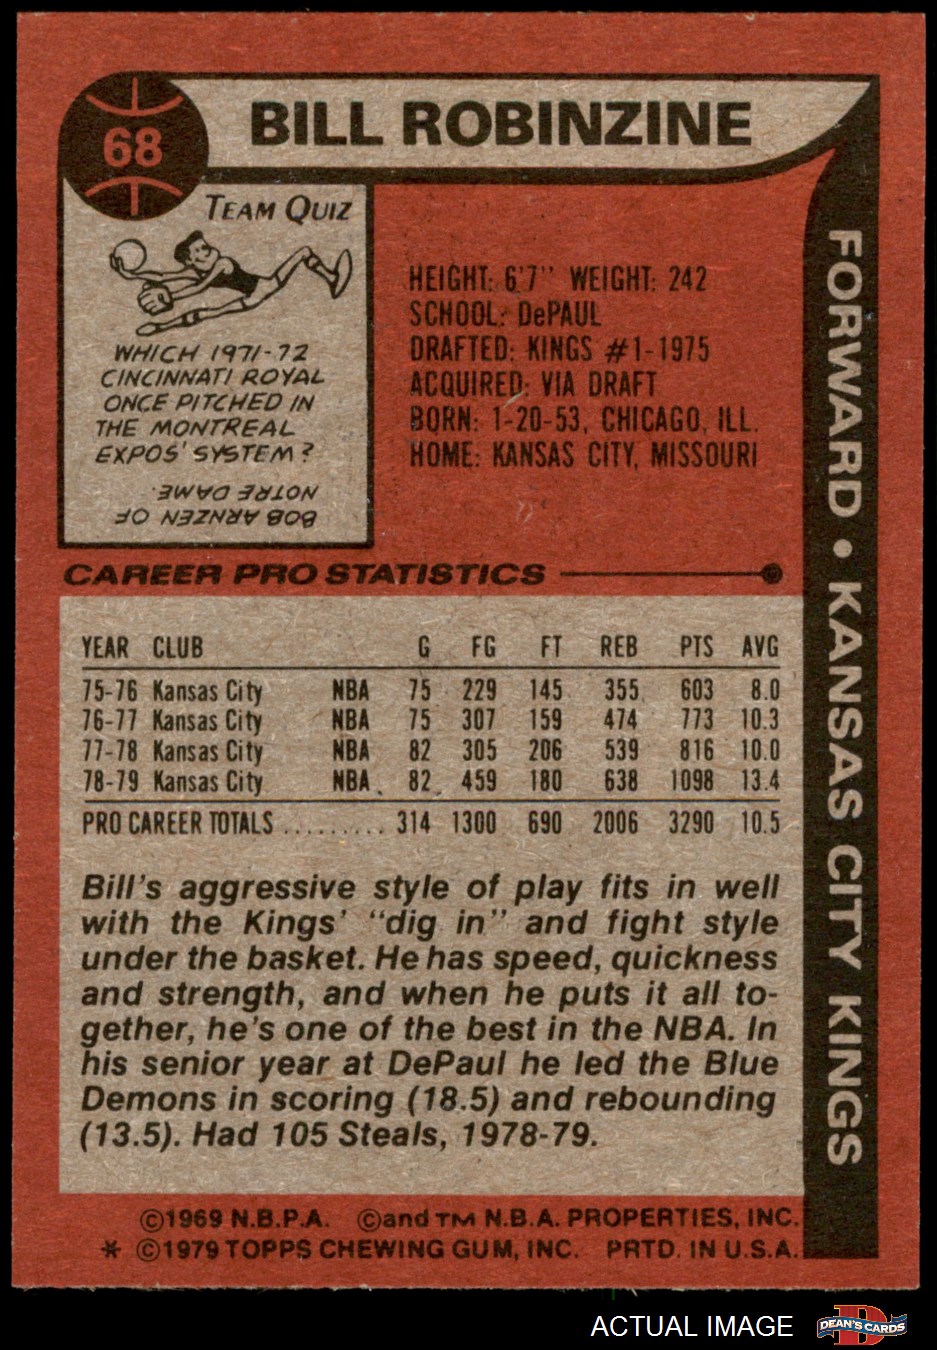 68
BILL ROBINZINE
TEAM QUIZ
WHICH 1971-72
CINCINNATI ROYAL
ONCE PITCHED IN
THE MONTREAL
EXPOS' SYSTEM?
BOB ARNZEN OF
NOTRE DAME.
HEIGHT: 6'7" WEIGHT: 242
SCHOOL: DePAUL
DRAFTED: KINGS #1-1975
ACQUIRED: VIA DRAFT
BORN: 1-20-53, CHICAGO, ILL.
HOME: KANSAS CITY, MISSOURI
FORWARD • KANSAS CITY KINGS
CAREER PRO STATISTICS
YEAR CLUB G FG FT REB PTS AVG
75-76 Kansas City NBA 75 229 145 355 603 8.0
76-77 Kansas City NBA 75 307 159 474 773 10.3
77-78 Kansas City NBA 82 305 206 539 816 10.0
78-79 Kansas City NBA 82 459 180 638 1098 13.4
PRO CAREER TOTALS ......... 314 1300 690 2006 3290 10.5
Bill's aggressive style of play fits in well
with the Kings' "dig in" and fight style
under the basket. He has speed, quickness
and strength, and when he puts it all to-
gether, he's one of the best in the NBA. In
his senior year at DePaul he led the Blue
Demons in scoring (18.5) and rebounding
(13.5). Had 105 Steals, 1978-79.
©1969 N.B.P.A. ©and TM N.B.A. PROPERTIES, INC.
* ©1979 TOPPS CHEWING GUM, INC. PRTD. IN U.S.A.
ACTUAL IMAGE
D
DEAN'S CARDS